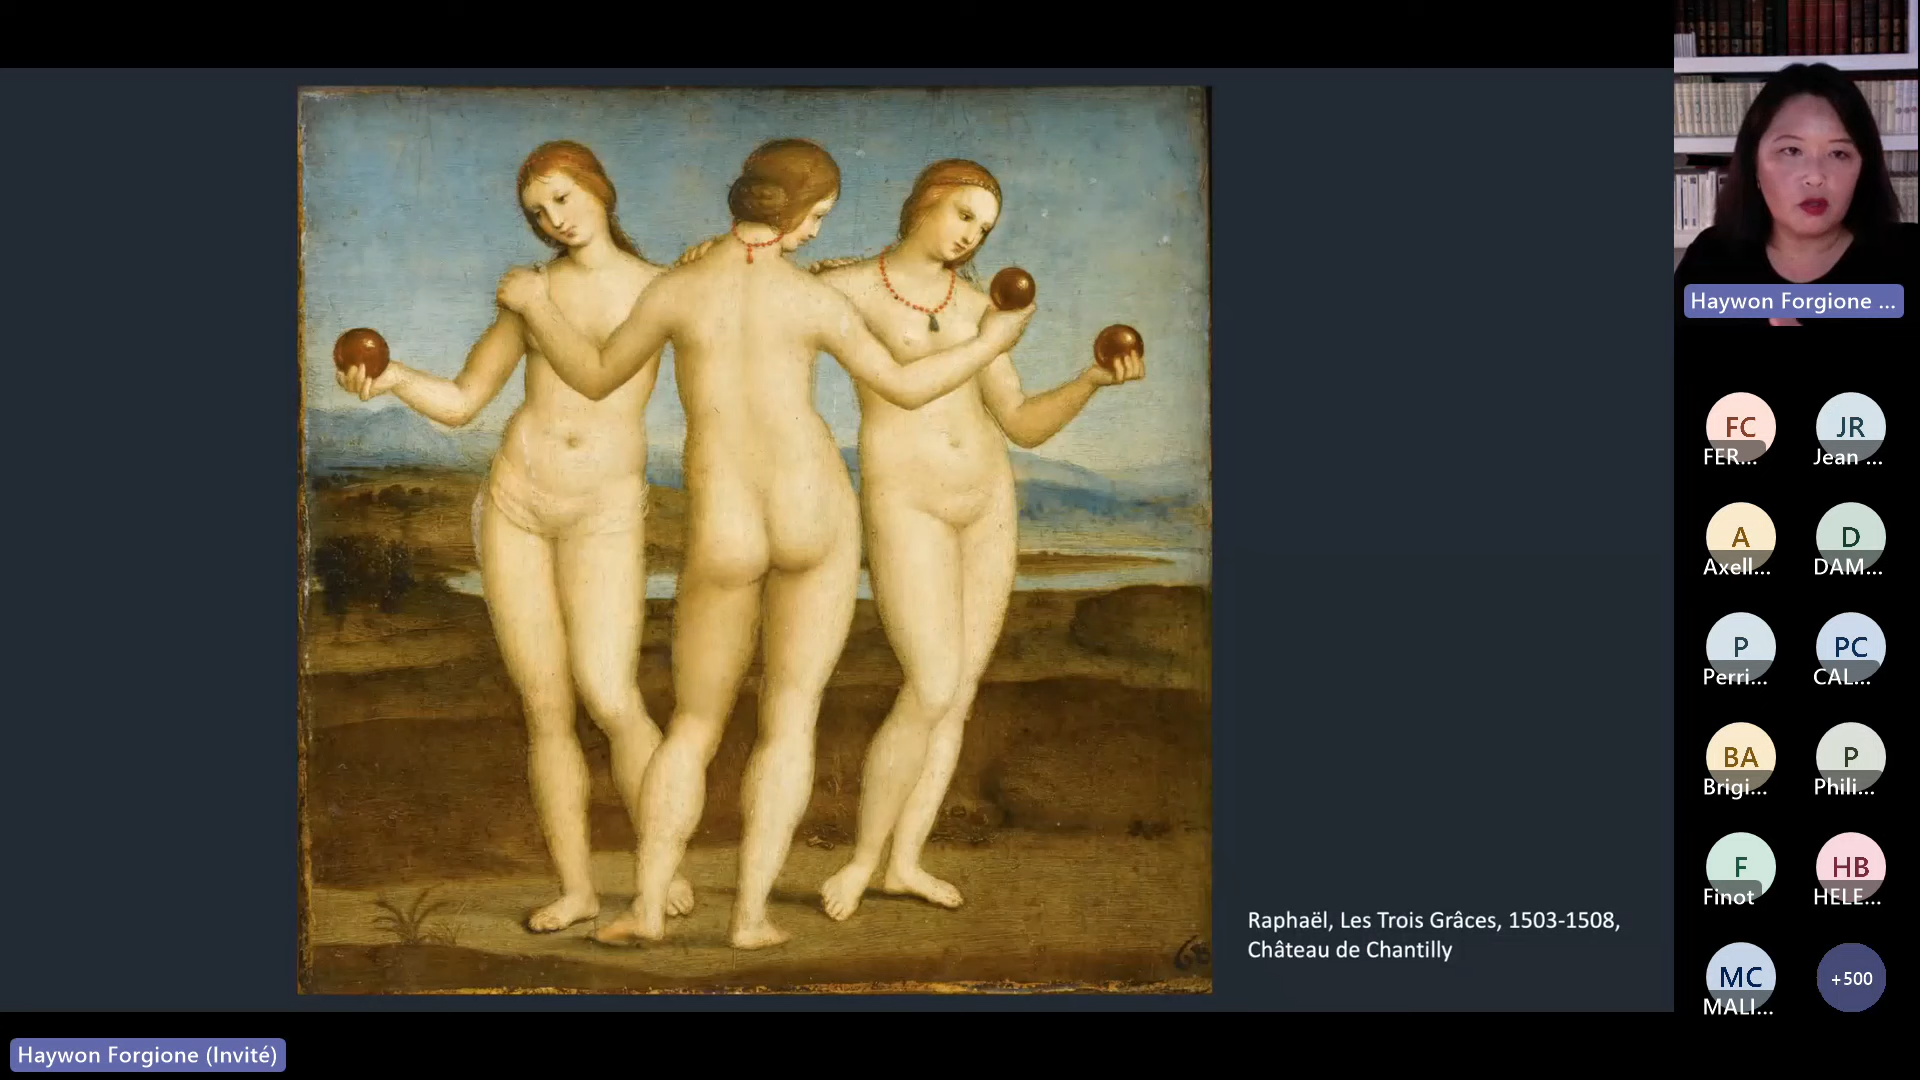 Raphaël, Les Trois Grâces, 1503-1508,
Château de Chantilly
Haywon Forgione ...
FC
FER...
JR
Jean ...
A
Axell...
D
DAM...
P
Perri...
PC
CAL...
BA
Brigi...
P
Phili...
F
Finot
HB
HELE...
MC
MALI...
+500
Haywon Forgione (Invité)